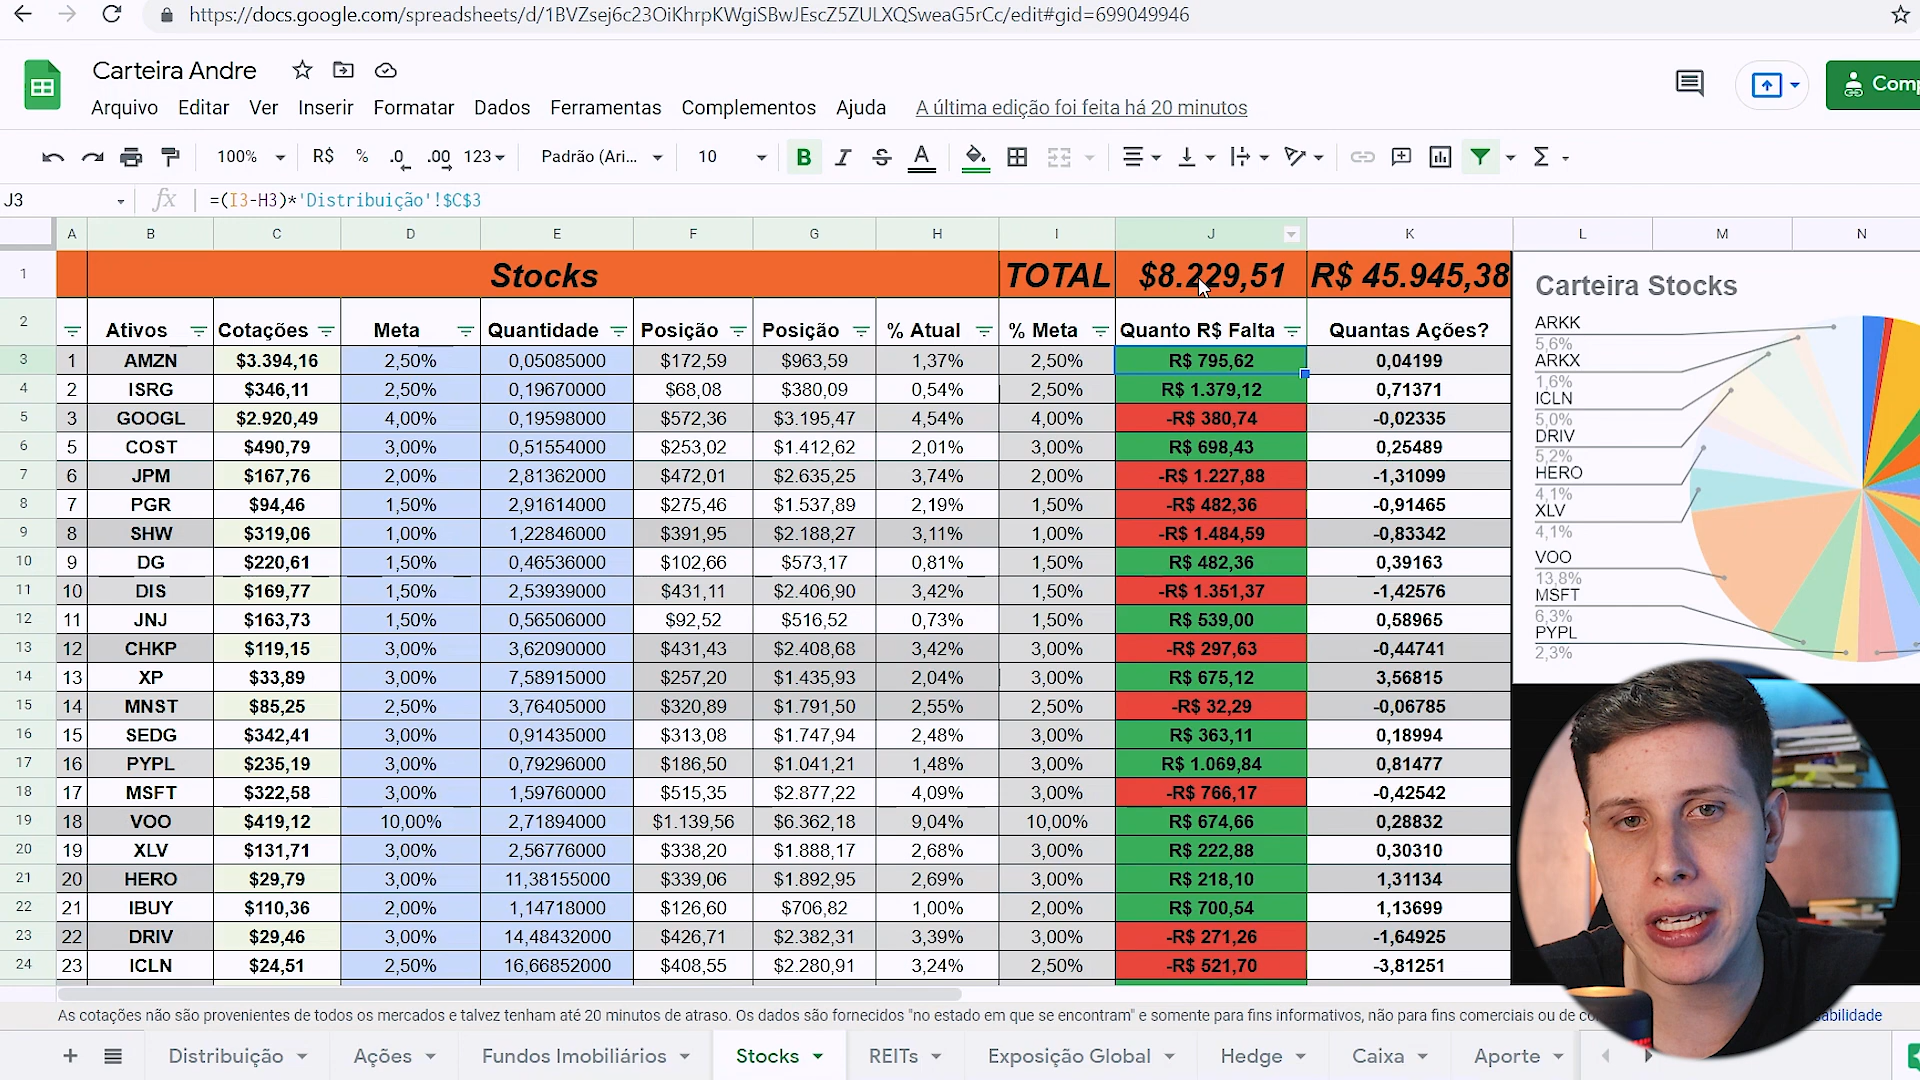 https://docs.google.com/spreadsheets/d/1BVZsej6c23OiKhrpKWgiSBwJEscZ5ZULXQSweaG5rCc/edit#gid=699049946
Carteira Andre
Arquivo Editar Ver Inserir Formatar Dados Ferramentas Complementos Ajuda A última edição foi feita há 20 minutos
100% R$ % .0 .00 123 Padrão (Ari... 10 B I S A Σ
J3 fx =(I3-H3)*'Distribuição'!$C$3
A B C D E F G H I J K L M N
1 Stocks TOTAL $8.229,51 R$ 45.945,38
2 Ativos Cotações Meta Quantidade Posição Posição % Atual % Meta Quanto R$ Falta Quantas Ações?
3 1 AMZN $3.394,16 2,50% 0,05085000 $172,59 $963,59 1,37% 2,50% R$ 795,62 0,04199
4 2 ISRG $346,11 2,50% 0,19670000 $68,08 $380,09 0,54% 2,50% R$ 1.379,12 0,71371
5 3 GOOGL $2.920,49 4,00% 0,19598000 $572,36 $3.195,47 4,54% 4,00% -R$ 380,74 -0,02335
6 5 COST $490,79 3,00% 0,51554000 $253,02 $1.412,62 2,01% 3,00% R$ 698,43 0,25489
7 6 JPM $167,76 2,00% 2,81362000 $472,01 $2.635,25 3,74% 2,00% -R$ 1.227,88 -1,31099
8 7 PGR $94,46 1,50% 2,91614000 $275,46 $1.537,89 2,19% 1,50% -R$ 482,36 -0,91465
9 8 SHW $319,06 1,00% 1,22846000 $391,95 $2.188,27 3,11% 1,00% -R$ 1.484,59 -0,83342
10 9 DG $220,61 1,50% 0,46536000 $102,66 $573,17 0,81% 1,50% R$ 482,36 0,39163
11 10 DIS $169,77 1,50% 2,53939000 $431,11 $2.406,90 3,42% 1,50% -R$ 1.351,37 -1,42576
12 11 JNJ $163,73 1,50% 0,56506000 $92,52 $516,52 0,73% 1,50% R$ 539,00 0,58965
13 12 CHKP $119,15 3,00% 3,62090000 $431,43 $2.408,68 3,42% 3,00% -R$ 297,63 -0,44741
14 13 XP $33,89 3,00% 7,58915000 $257,20 $1.435,93 2,04% 3,00% R$ 675,12 3,56815
15 14 MNST $85,25 2,50% 3,76405000 $320,89 $1.791,50 2,55% 2,50% -R$ 32,29 -0,06785
16 15 SEDG $342,41 3,00% 0,91435000 $313,08 $1.747,94 2,48% 3,00% R$ 363,11 0,18994
17 16 PYPL $235,19 3,00% 0,79296000 $186,50 $1.041,21 1,48% 3,00% R$ 1.069,84 0,81477
18 17 MSFT $322,58 3,00% 1,59760000 $515,35 $2.877,22 4,09% 3,00% -R$ 766,17 -0,42542
19 18 VOO $419,12 10,00% 2,71894000 $1.139,56 $6.362,18 9,04% 10,00% R$ 674,66 0,28832
20 19 XLV $131,71 3,00% 2,56776000 $338,20 $1.888,17 2,68% 3,00% R$ 222,88 0,30310
21 20 HERO $29,79 3,00% 11,38155000 $339,06 $1.892,95 2,69% 3,00% R$ 218,10 1,31134
22 21 IBUY $110,36 2,00% 1,14718000 $126,60 $706,82 1,00% 2,00% R$ 700,54 1,13699
23 22 DRIV $29,46 3,00% 14,48432000 $426,71 $2.382,31 3,39% 3,00% -R$ 271,26 -1,64925
24 23 ICLN $24,51 2,50% 16,66852000 $408,55 $2.280,91 3,24% 2,50% -R$ 521,70 -3,81251
Carteira Stocks
ARKK
5,6%
ARKX
1,6%
ICLN
5,0%
DRIV
5,2%
HERO
4,1%
XLV
4,1%
VOO
13,8%
MSFT
6,3%
PYPL
2,3%
As cotações não são provenientes de todos os mercados e talvez tenham até 20 minutos de atraso. Os dados são fornecidos "no estado em que se encontram" e somente para fins informativos, não para fins comerciais ou de
Distribuição Ações Fundos Imobiliários Stocks REITs Exposição Global Hedge Caixa Aporte